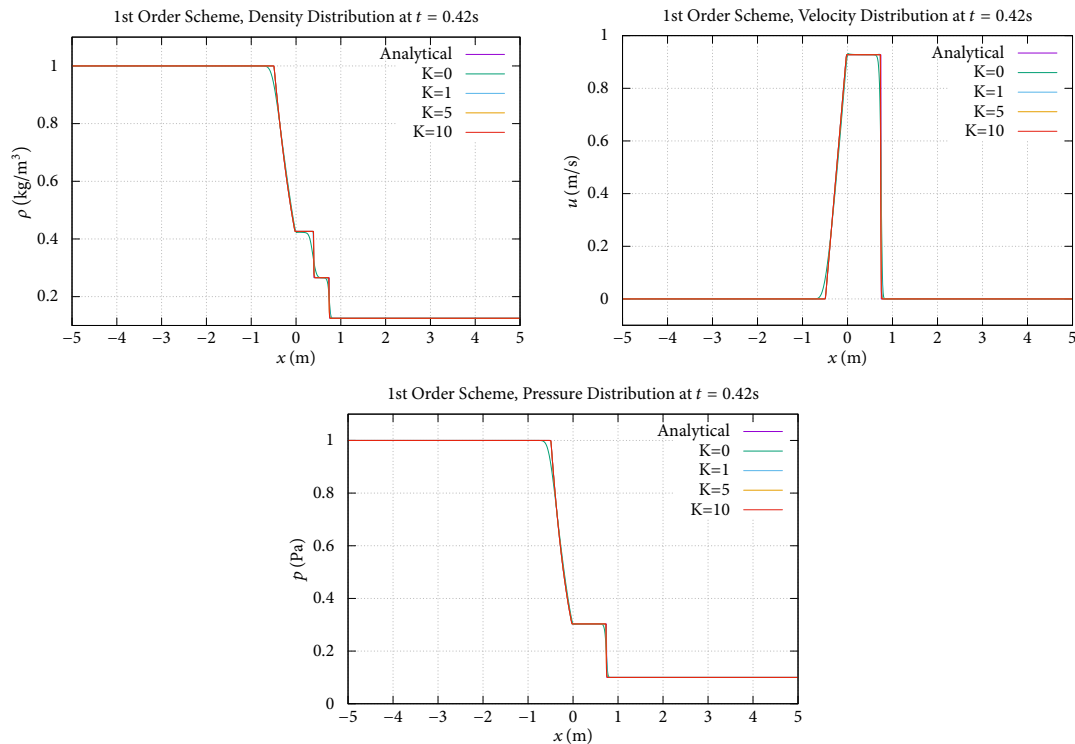 1st Order Scheme, Density Distribution at t = 0.42s
ρ (kg/m³)
1
0.8
0.6
0.4
0.2
−5 −4 −3 −2 −1 0 1 2 3 4 5
x (m)
Analytical
K=0
K=1
K=5
K=10
1st Order Scheme, Velocity Distribution at t = 0.42s
u (m/s)
1
0.8
0.6
0.4
0.2
0
−5 −4 −3 −2 −1 0 1 2 3 4 5
x (m)
Analytical
K=0
K=1
K=5
K=10
1st Order Scheme, Pressure Distribution at t = 0.42s
p (Pa)
1
0.8
0.6
0.4
0.2
0
−5 −4 −3 −2 −1 0 1 2 3 4 5
x (m)
Analytical
K=0
K=1
K=5
K=10